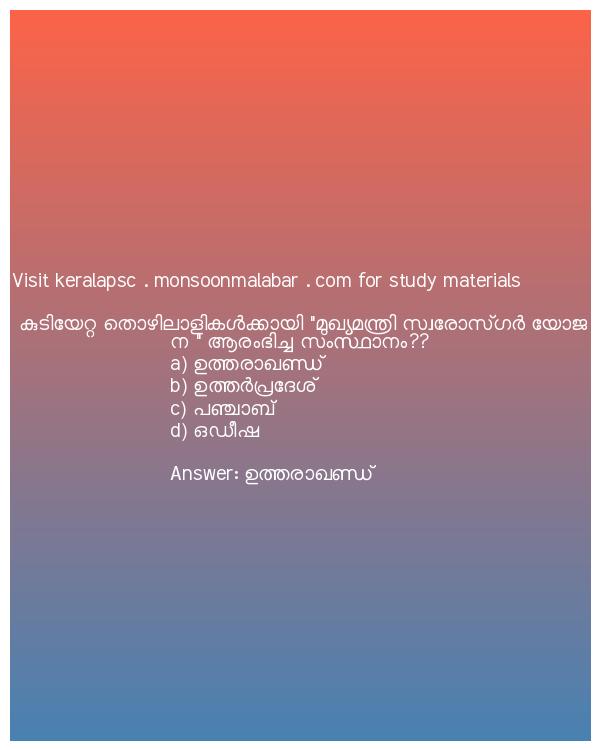 Visit keralapsc . monsoonmalabar . com for study materials
കുടിയേറ്റ തൊഴിലാളികൾക്കായി "മുഖ്യമന്ത്രി സ്വരോസ്ഗർ യോജ
ന " ആരംഭിച്ച സംസ്ഥാനം??
a) ഉത്തരാഖണ്ഡ്
b) ഉത്തർപ്രദേശ്
c) പഞ്ചാബ്
d) ഒഡീഷ
Answer: ഉത്തരാഖണ്ഡ്